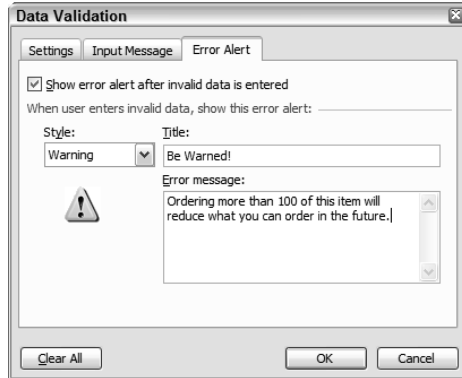 Data Validation
Settings Input Message Error Alert
Show error alert after invalid data is entered
When user enters invalid data, show this error alert:
Style: Title:
Warning Be Warned!
Error message:
Ordering more than 100 of this item will
reduce what you can order in the future.
Clear All OK Cancel